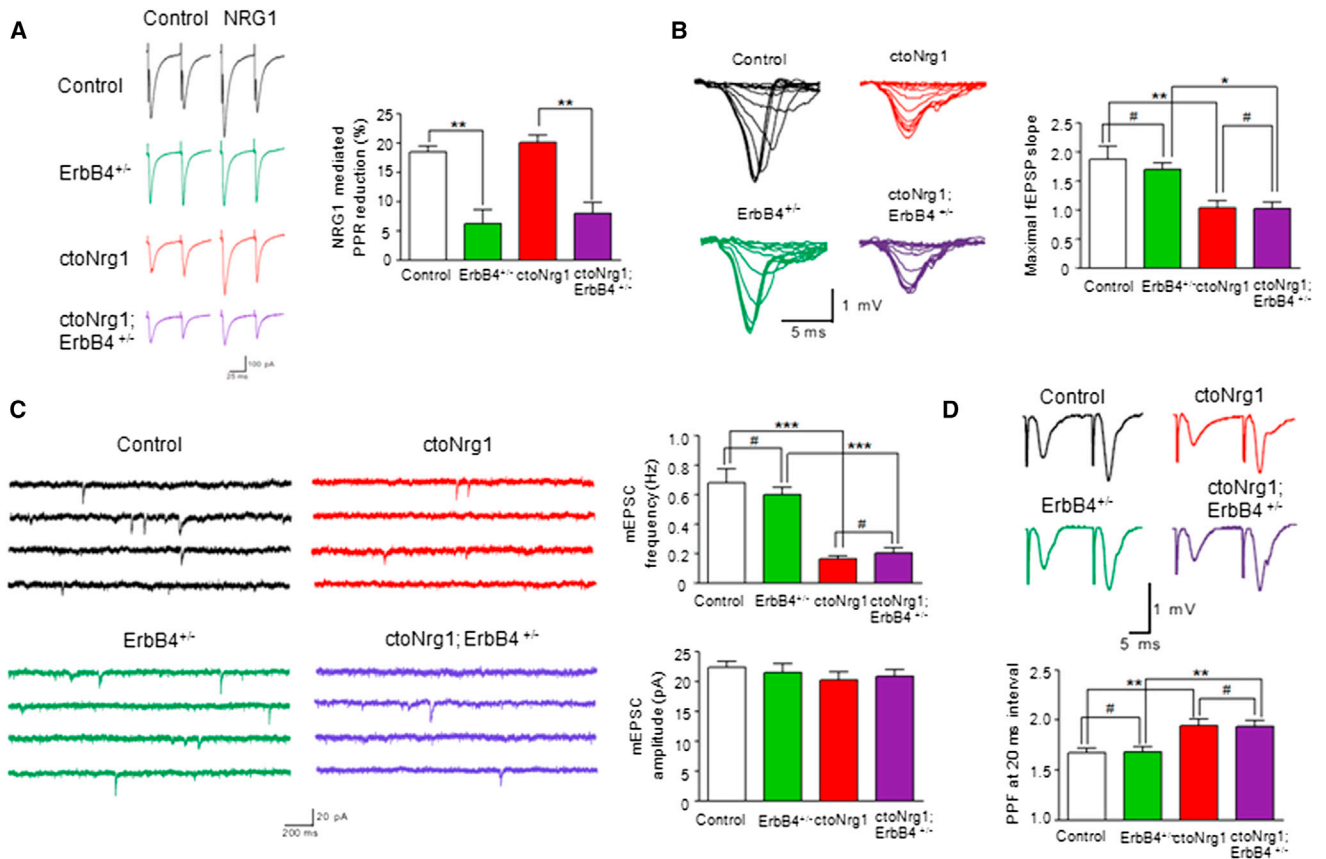 A
Control NRG1
Control
ErbB4+/-
ctoNrg1
ctoNrg1;
ErbB4 +/-
100 pA
25 ms
NRG1 mediated
PPR reduction (%)
25
20
15
10
5
0
**
**
Control ErbB4+/- ctoNrg1 ctoNrg1;
ErbB4 +/-
B
Control
ctoNrg1
ErbB4+/-
ctoNrg1;
ErbB4 +/-
1 mV
5 ms
Maximal fEPSP slope
2.5
2.0
1.5
1.0
0.5
0
*
**
#
#
Control ErbB4+/- ctoNrg1 ctoNrg1;
ErbB4+/-
C
Control
ctoNrg1
ErbB4+/-
ctoNrg1; ErbB4 +/-
20 pA
200 ms
mEPSC
frequency (Hz)
1.0
0.8
0.6
0.4
0.2
0
***
#
***
#
Control ErbB4+/- ctoNrg1 ctoNrg1;
ErbB4+/-
mEPSC
amplitude (pA)
25
20
15
10
5
0
Control ErbB4+/- ctoNrg1 ctoNrg1;
ErbB4+/-
D
Control
ctoNrg1
ErbB4+/-
ctoNrg1;
ErbB4 +/-
1 mV
5 ms
PPF at 20 ms interval
2.5
2.0
1.5
1.0
**
**
#
#
Control ErbB4+/- ctoNrg1 ctoNrg1;
ErbB4+/-